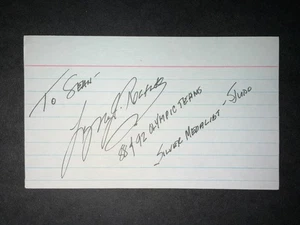 To Sean-
88 & 92 Olympic Teams
Silver Medalist - Judo